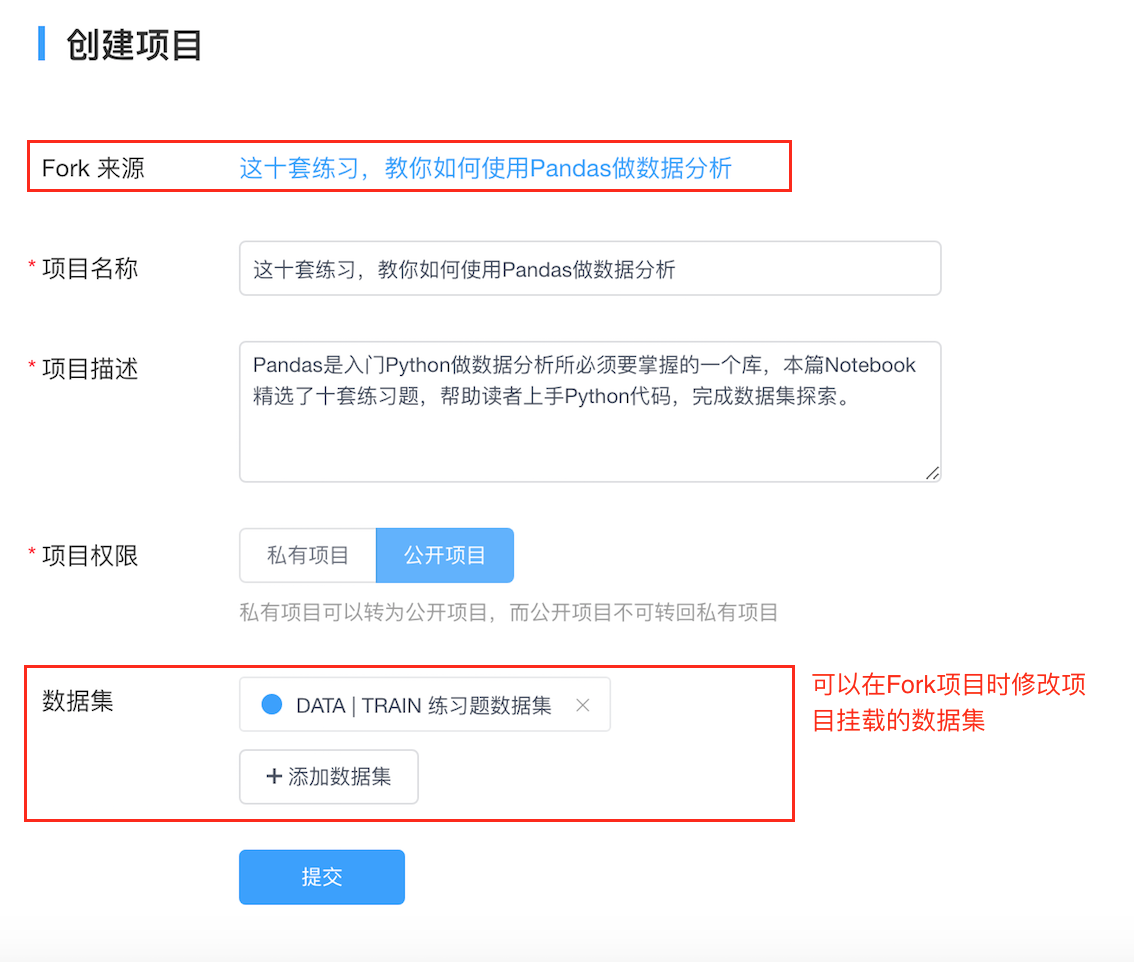 创建项目
Fork 来源 这十套练习，教你如何使用Pandas做数据分析
* 项目名称 这十套练习，教你如何使用Pandas做数据分析
* 项目描述 Pandas是入门Python做数据分析所必须要掌握的一个库，本篇Notebook
精选了十套练习题，帮助读者上手Python代码，完成数据集探索。
* 项目权限 私有项目 公开项目
私有项目可以转为公开项目，而公开项目不可转回私有项目
数据集 DATA | TRAIN 练习题数据集 ×
+ 添加数据集
可以在Fork项目时修改项
目挂载的数据集
提交